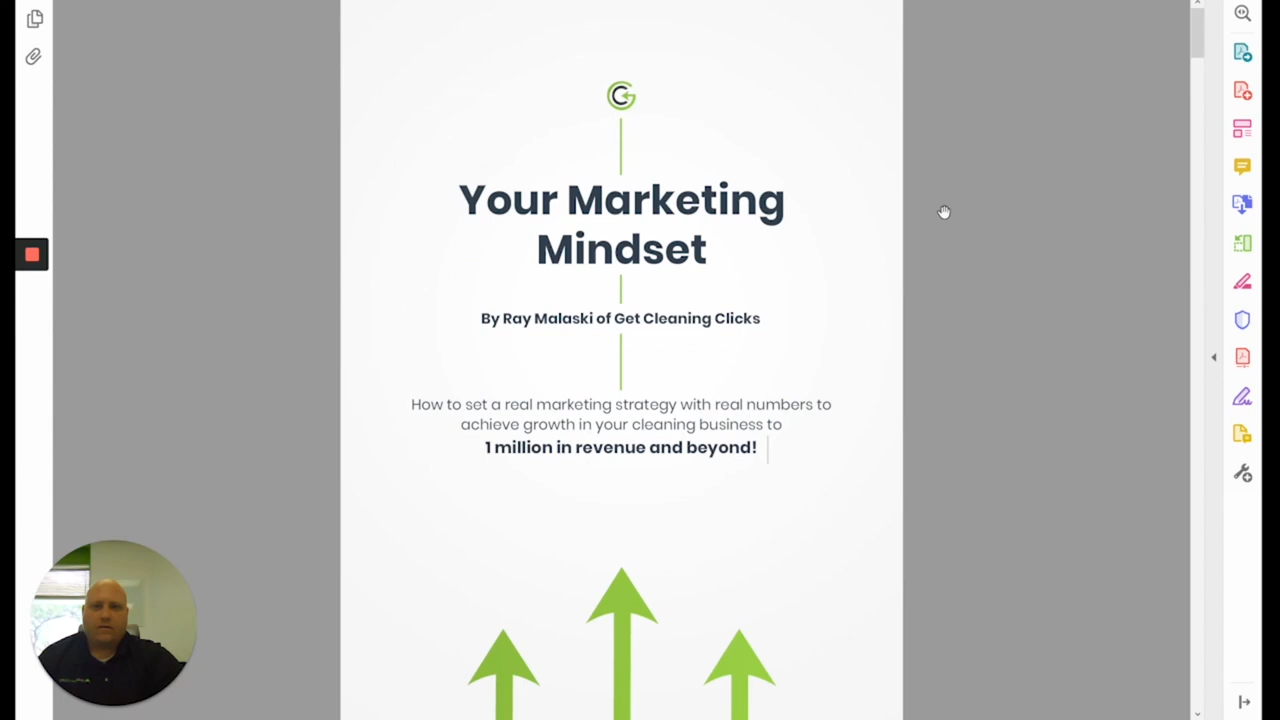 Your Marketing
Mindset
By Ray Malaski of Get Cleaning Clicks
How to set a real marketing strategy with real numbers to
achieve growth in your cleaning business to
1 million in revenue and beyond!